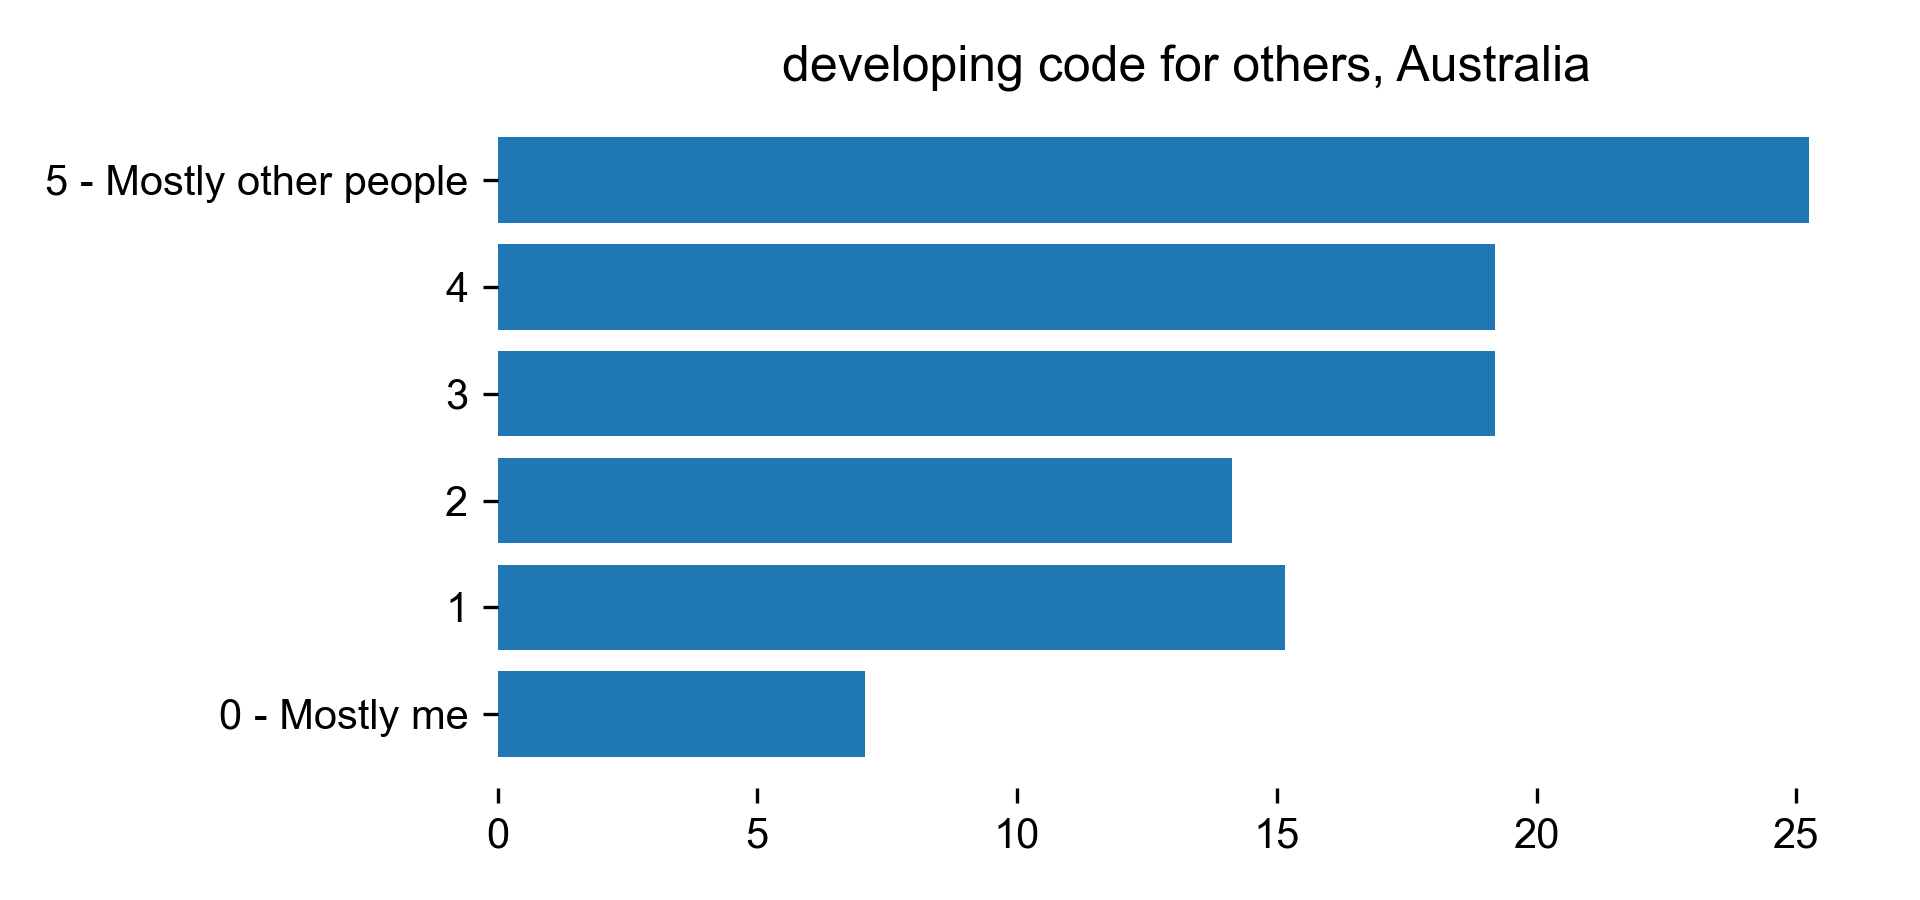 developing code for others, Australia
5 - Mostly other people
4
3
2
1
0 - Mostly me
0 5 10 15 20 25